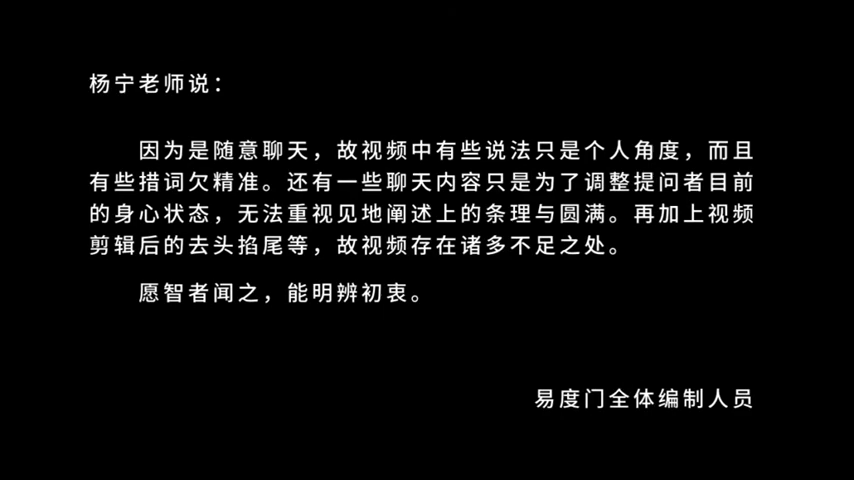 杨宁老师说：
因为是随意聊天，故视频中有些说法只是个人角度，而且
有些措词欠精准。还有一些聊天内容只是为了调整提问者目前
的身心状态，无法重视见地阐述上的条理与圆满。再加上视频
剪辑后的去头掐尾等，故视频存在诸多不足之处。
愿智者闻之，能明辨初衷。
易度门全体编制人员